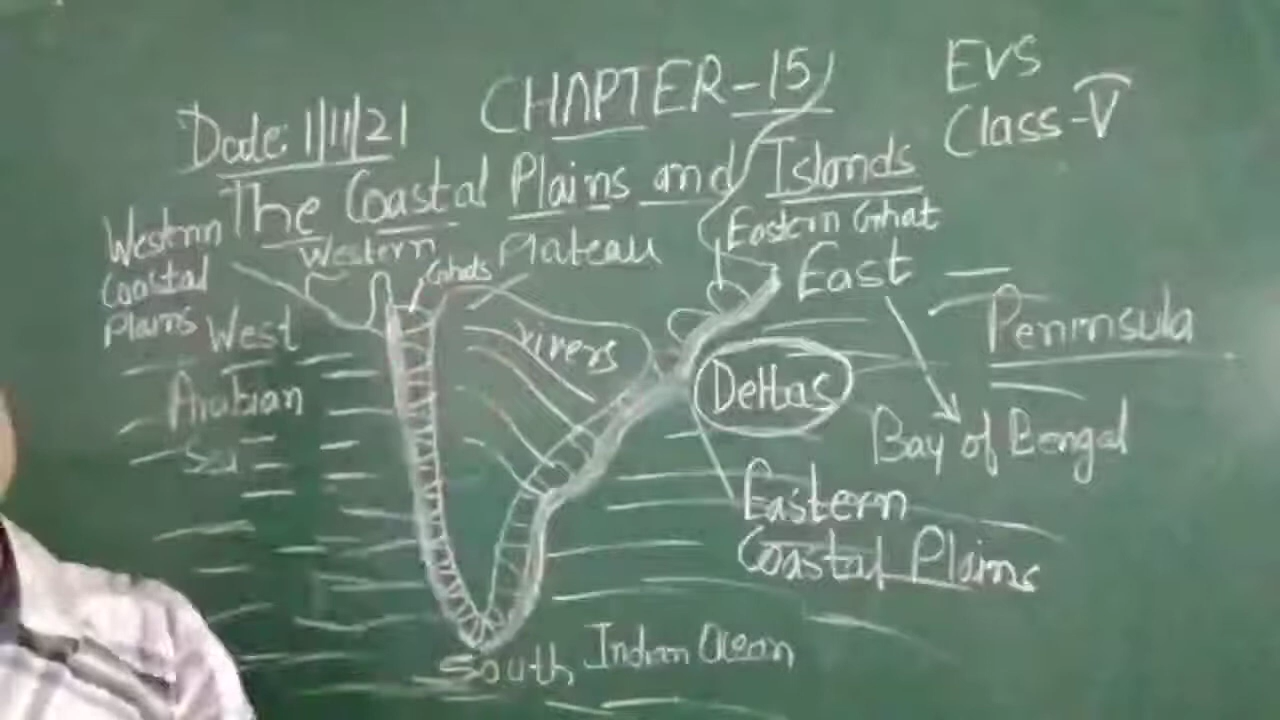 EVS
CHAPTER-15
Class-V
Date: 1/11/21
The Coastal Plains and Islands
Western
Coastal
Plains
Western
Ghats
Plateau
Eastern Ghat
East
West
rivers
Peninsula
Arabian
Sea
Deltas
Bay of Bengal
Eastern
Coastal Plains
South
Indian Ocean